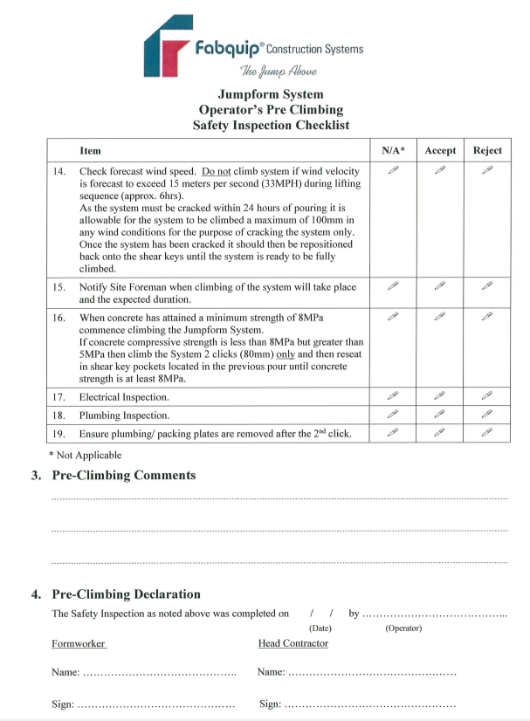 Fabquip® Construction Systems
The Jump Above
Jumpform System
Operator's Pre Climbing
Safety Inspection Checklist
Item N/A* Accept Reject
14. Check forecast wind speed. Do not climb system if wind velocity
is forecast to exceed 15 meters per second (33MPH) during lifting
sequence (approx. 6hrs).
As the system must be cracked within 24 hours of pouring it is
allowable for the system to be climbed a maximum of 100mm in
any wind conditions for the purpose of cracking the system only.
Once the system has been cracked it should then be repositioned
back onto the shear keys until the system is ready to be fully
climbed.
15. Notify Site Foreman when climbing of the system will take place
and the expected duration.
16. When concrete has attained a minimum strength of 8MPa
commence climbing the Jumpform System.
If concrete compressive strength is less than 8MPa but greater than
5MPa then climb the System 2 clicks (80mm) only and then reseat
in shear key pockets located in the previous pour until concrete
strength is at least 8MPa.
17. Electrical Inspection.
18. Plumbing Inspection.
19. Ensure plumbing/ packing plates are removed after the 2nd click.
* Not Applicable
3. Pre-Climbing Comments
4. Pre-Climbing Declaration
The Safety Inspection as noted above was completed on / / by ..........................................
(Date) (Operator)
Formworker Head Contractor
Name: ............................................ Name: ................................................
Sign: ............................................. Sign: .................................................